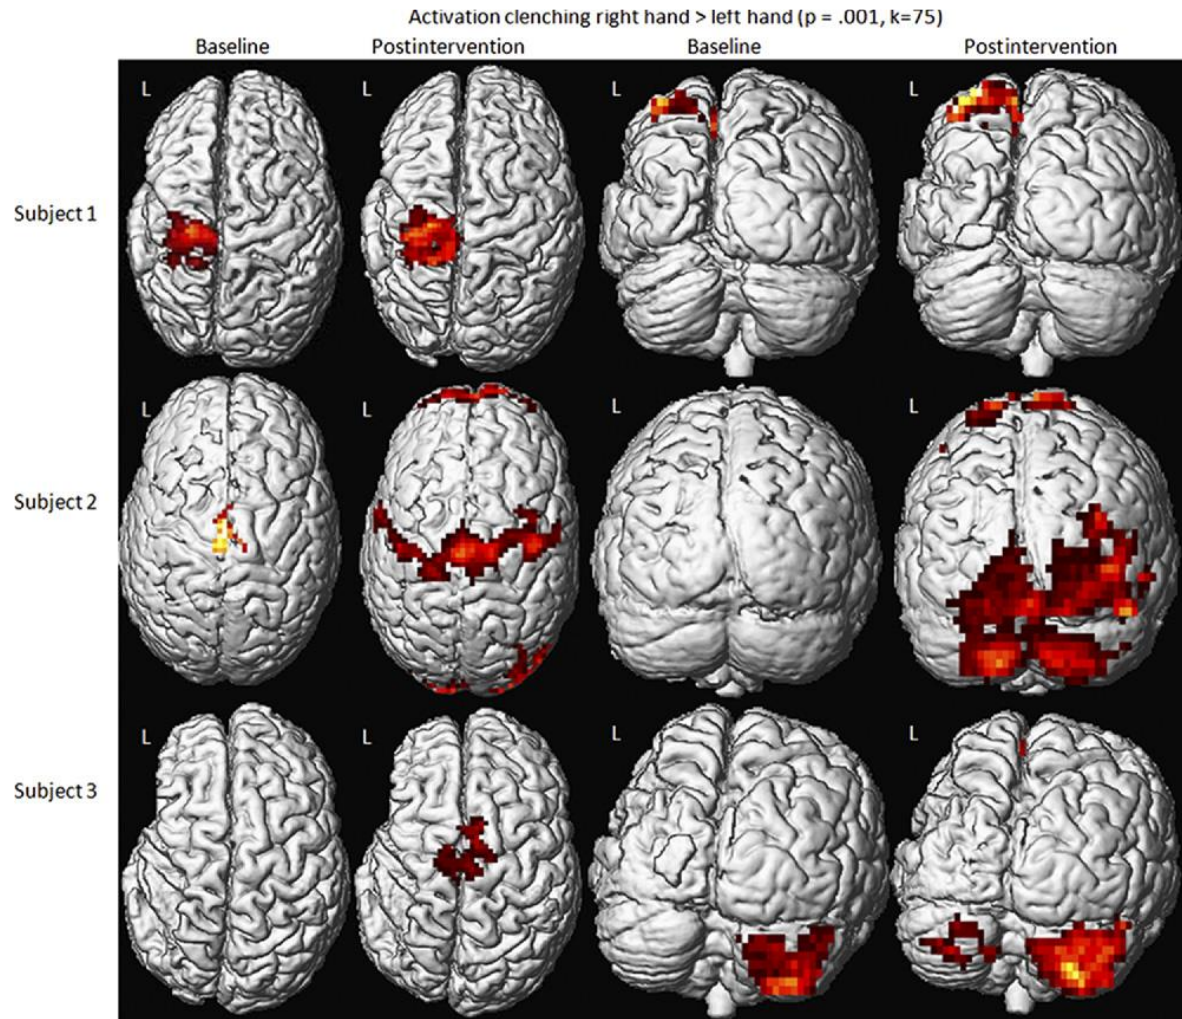 Activation clenching right hand > left hand (p = .001, k=75)
Baseline Postintervention Baseline Postintervention
Subject 1
L L L L
Subject 2
L L L L
Subject 3
L L L L